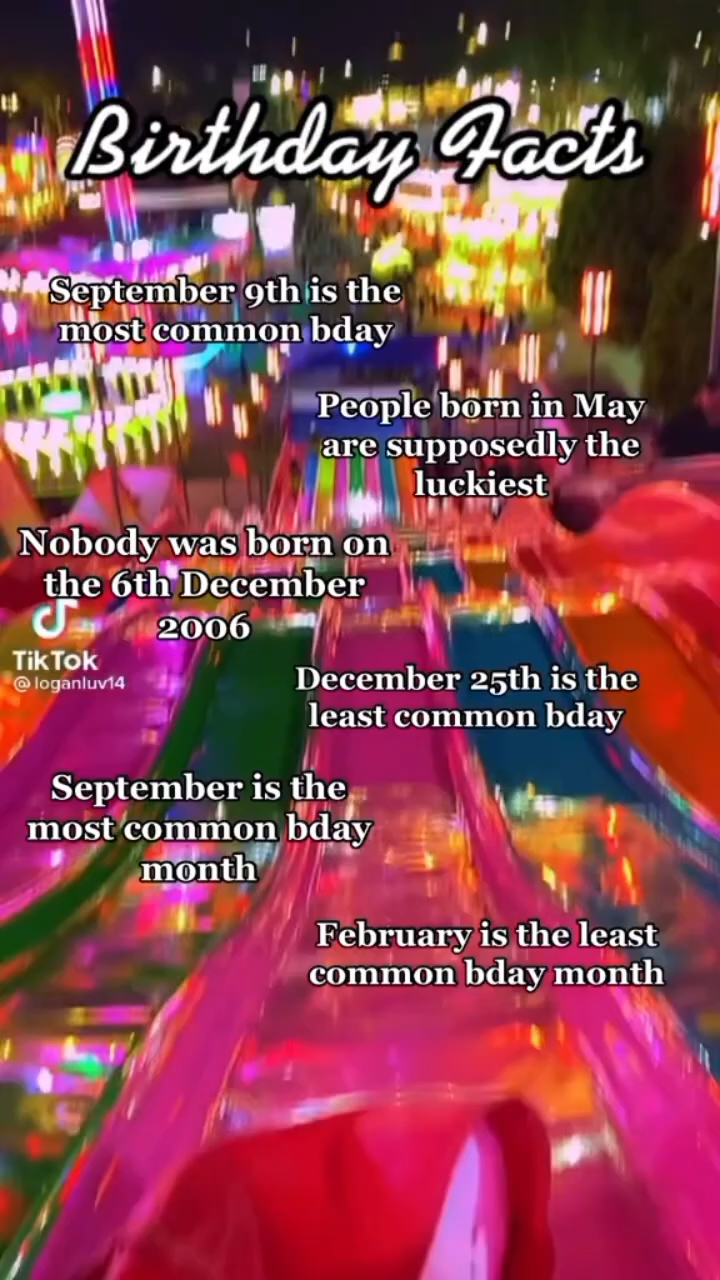 Birthday Facts
September 9th is the
most common bday
People born in May
are supposedly the
luckiest
Nobody was born on
the 6th December
2006
TikTok
@loganluv14
December 25th is the
least common bday
September is the
most common bday
month
February is the least
common bday month